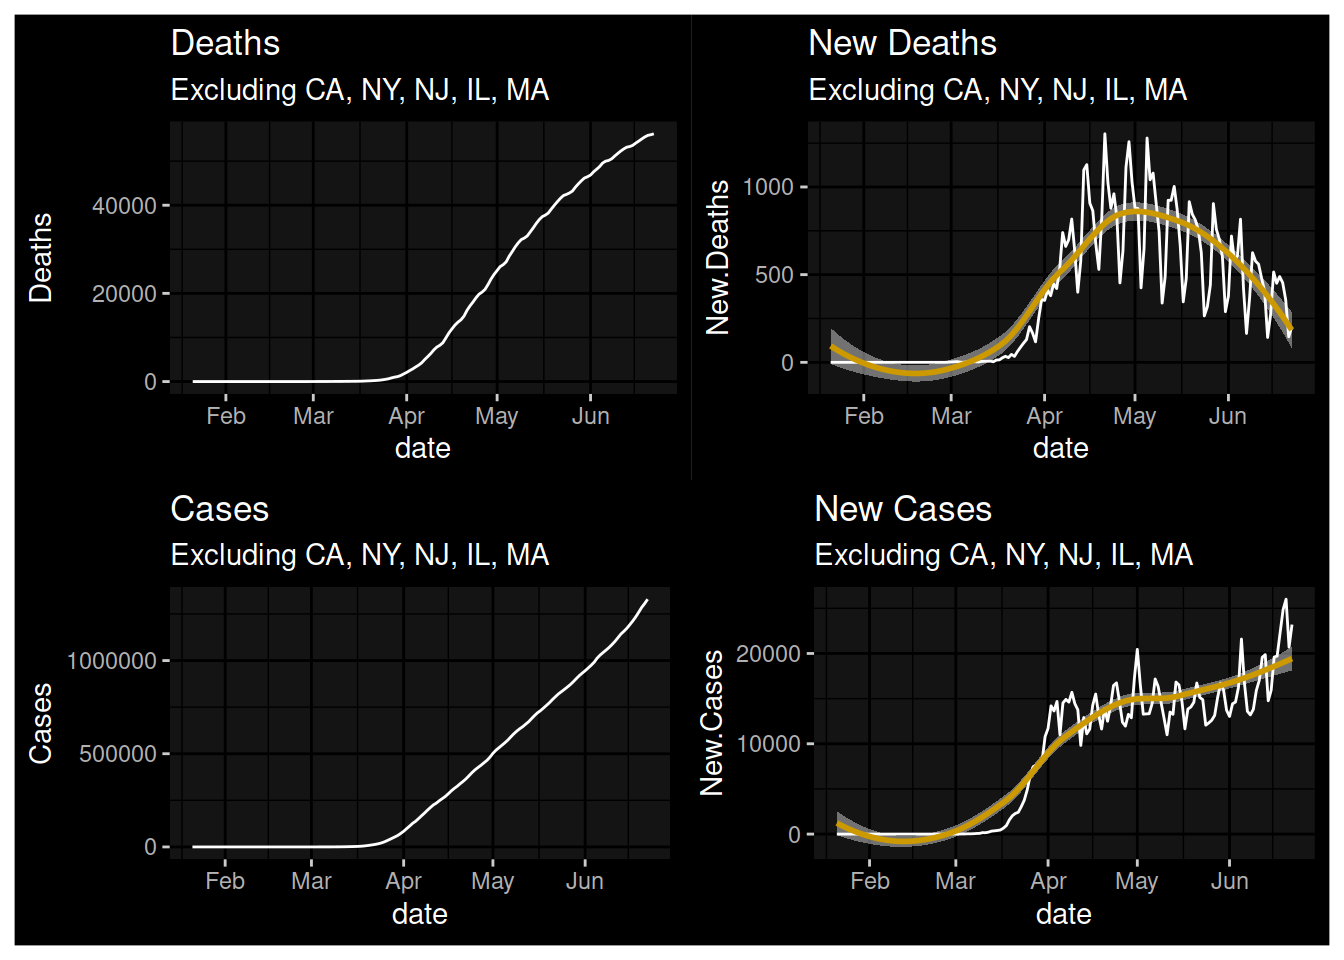 Deaths
Excluding CA, NY, NJ, IL, MA
Deaths
40000
20000
0
Feb Mar Apr May Jun
date
New Deaths
Excluding CA, NY, NJ, IL, MA
New.Deaths
1000
500
0
Feb Mar Apr May Jun
date
Cases
Excluding CA, NY, NJ, IL, MA
Cases
1000000
500000
0
Feb Mar Apr May Jun
date
New Cases
Excluding CA, NY, NJ, IL, MA
New.Cases
20000
10000
0
Feb Mar Apr May Jun
date